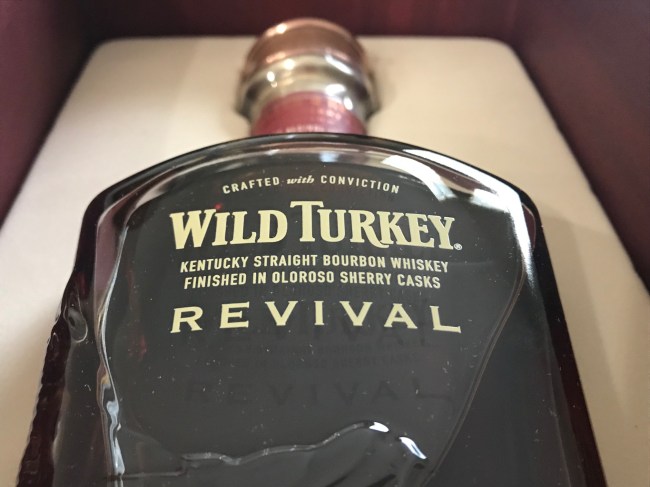 CRAFTED with CONVICTION
WILD TURKEY®
KENTUCKY STRAIGHT BOURBON WHISKEY
FINISHED IN OLOROSO SHERRY CASKS
REVIVAL